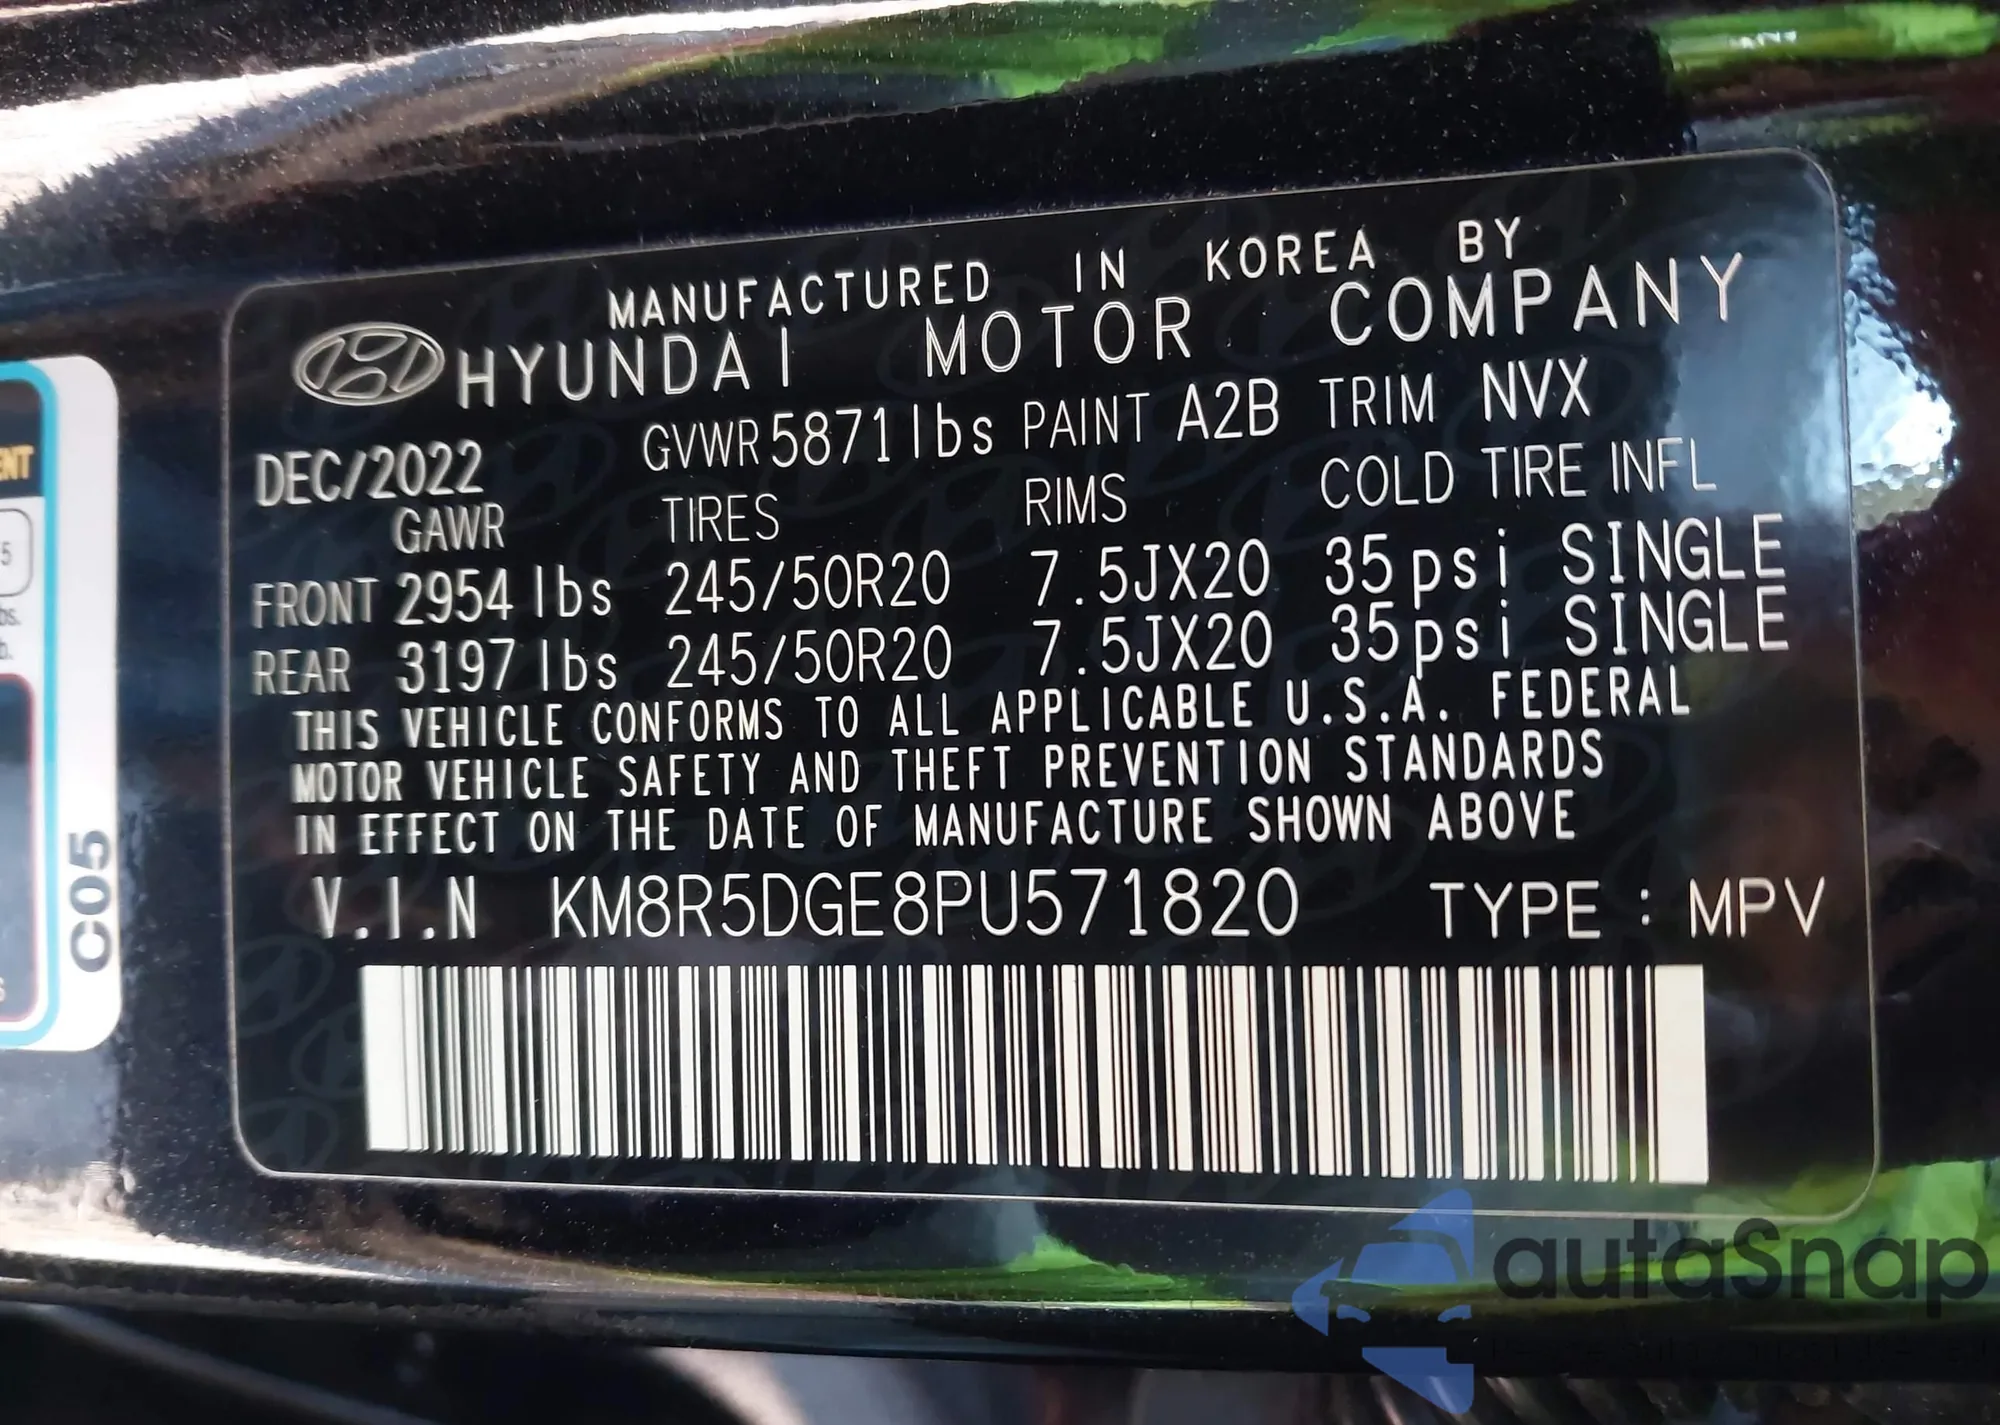 MANUFACTURED IN KOREA BY
HYUNDAI MOTOR COMPANY
DEC/2022 GVWR 5871lbs PAINT A2B TRIM NVX
GAWR TIRES RIMS COLD TIRE INFL
FRONT 2954 lbs 245/50R20 7.5JX20 35psi SINGLE
REAR 3197 lbs 245/50R20 7.5JX20 35psi SINGLE
THIS VEHICLE CONFORMS TO ALL APPLICABLE U.S.A. FEDERAL
MOTOR VEHICLE SAFETY AND THEFT PREVENTION STANDARDS
IN EFFECT ON THE DATE OF MANUFACTURE SHOWN ABOVE
V.I.N KM8R5DGE8PU571820 TYPE : MPV
C05
autaSnap